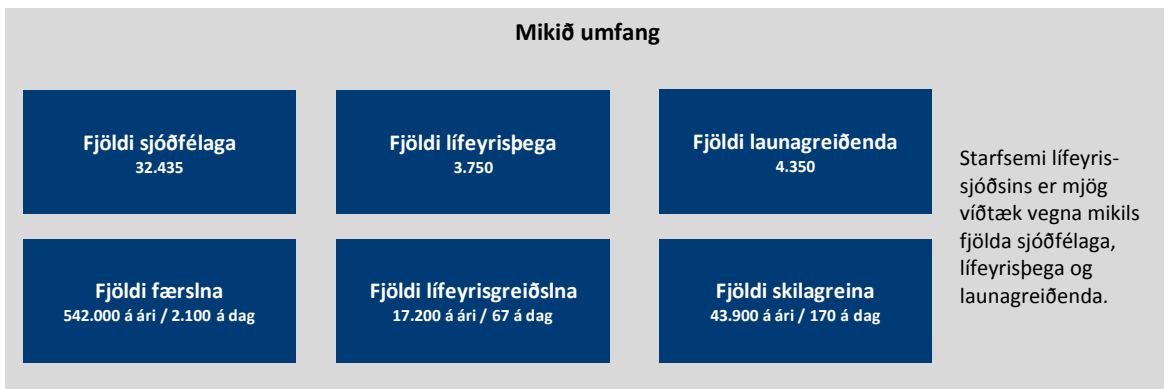 Mikið umfang
Fjöldi sjóðfélaga
32.435
Fjöldi lífeyrisþega
3.750
Fjöldi launagreiðenda
4.350
Fjöldi færslna
542.000 á ári / 2.100 á dag
Fjöldi lífeyrisgreiðslna
17.200 á ári / 67 á dag
Fjöldi skilagreina
43.900 á ári / 170 á dag
Starfsemi lífeyris-
sjóðsins er mjög
víðtæk vegna mikils
fjölda sjóðfélaga,
lífeyrisþega og
launagreiðenda.